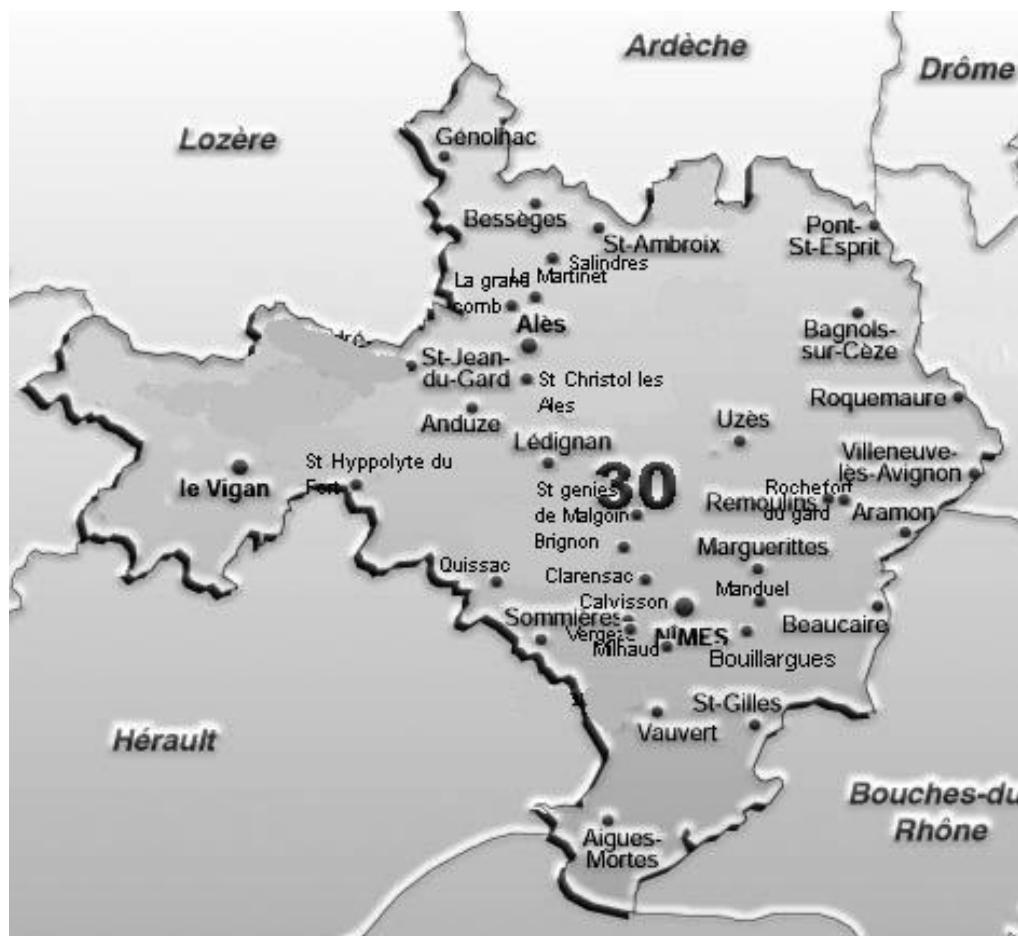 Ardèche
Drôme
Lozère
Génolhac
Bessèges
St-Ambroix
Pont-
St-Esprit
Salindres
Le Martinet
La grand
comb
Alès
Bagnols-
sur-Cèze
St-Jean-
du-Gard
St Christol les
Ales
Anduze
Roquemaure
Uzès
Lédignan
Villeneuve-
lès-Avignon
St Hyppolyte du
Fort
le Vigan
30
St genies
de Malgoin
Remoulins
Rochefort
du gard
Aramon
Brignon
Marguerittes
Quissac
Clarensac
Manduel
Calvisson
Sommières
Vergeze
NÎMES
Beaucaire
Milhaud
Bouillargues
St-Gilles
Vauvert
Hérault
Bouches-du
Rhône
Aigues-
Mortes